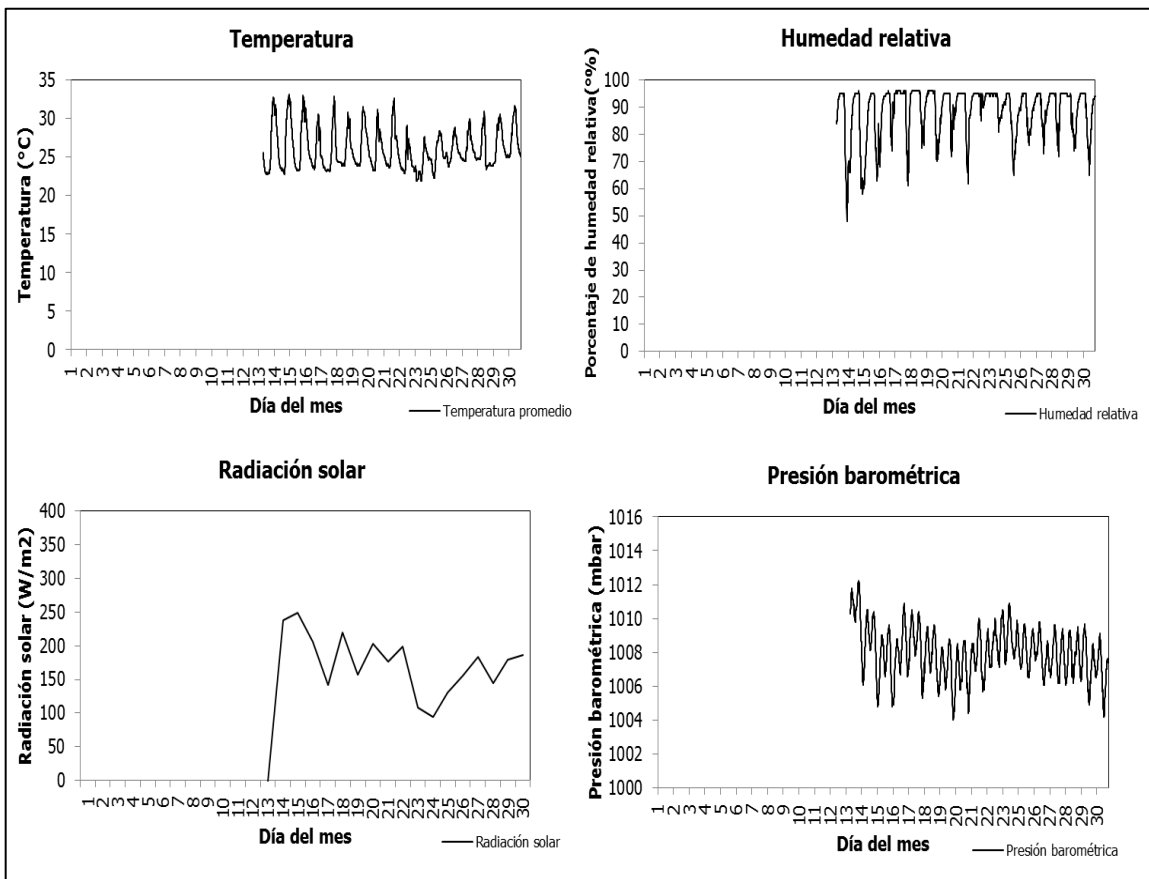 Temperatura
Temperatura (°C)
35
30
25
20
15
10
5
0
1 2 3 4 5 6 7 8 9 10 11 12 13 14 15 16 17 18 19 20 21 22 23 24 25 26 27 28 29 30
Día del mes
Temperatura promedio
Humedad relativa
Porcentaje de humedad relativa(°%)
100
90
80
70
60
50
40
30
20
10
0
1 2 3 4 5 6 7 8 9 10 11 12 13 14 15 16 17 18 19 20 21 22 23 24 25 26 27 28 29 30
Día del mes
Humedad relativa
Radiación solar
Radiación solar (W/m2)
400
350
300
250
200
150
100
50
0
1 2 3 4 5 6 7 8 9 10 11 12 13 14 15 16 17 18 19 20 21 22 23 24 25 26 27 28 29 30
Día del mes
Radiación solar
Presión barométrica
Presión barométrica (mbar)
1016
1014
1012
1010
1008
1006
1004
1002
1000
1 2 3 4 5 6 7 8 9 10 11 12 13 14 15 16 17 18 19 20 21 22 23 24 25 26 27 28 29 30
Día del mes
Presión barométrica